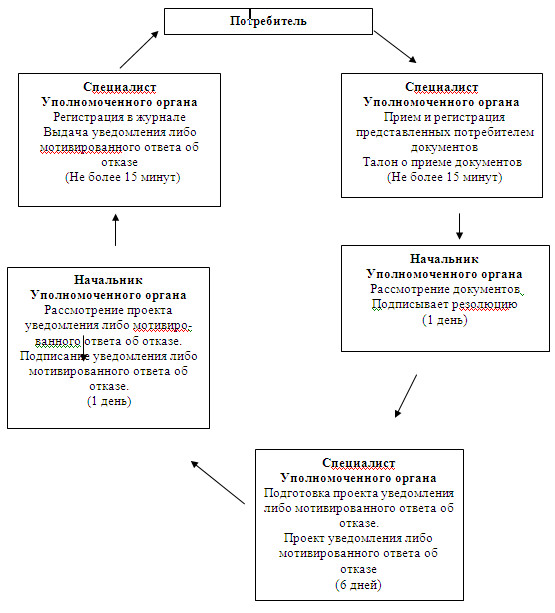 Потребитель
Специалист
Уполномоченного органа
Прием и регистрация
представленных потребителем
документов
Талон о приеме документов
(Не более 15 минут)
Начальник
Уполномоченного органа
Рассмотрение документов
Подписывает резолюцию
(1 день)
Специалист
Уполномоченного органа
Подготовка проекта уведомления
либо мотивированного ответа об
отказе.
Проект уведомления либо
мотивированного ответа об
отказе
(6 дней)
Начальник
Уполномоченного органа
Рассмотрение проекта
уведомления либо мотивиро-
ванного ответа об отказе.
Подписание уведомления либо
мотивированного ответа об
отказе.
(1 день)
Специалист
Уполномоченного органа
Регистрация в журнале
Выдача уведомления либо
мотивированного ответа об
отказе
(Не более 15 минут)